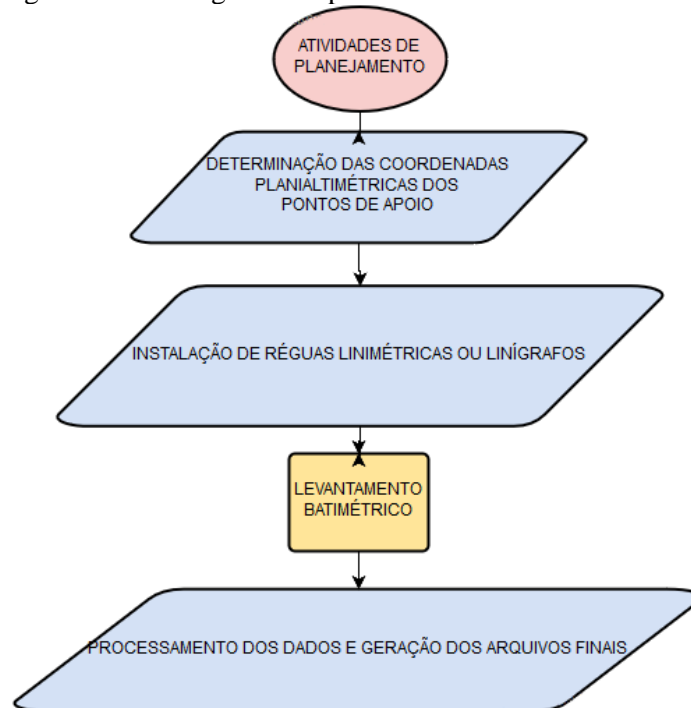 ATIVIDADES DE
PLANEJAMENTO
DETERMINAÇÃO DAS COORDENADAS
PLANIALTIMÉTRICAS DOS
PONTOS DE APOIO
INSTALAÇÃO DE RÉGUAS LINIMÉTRICAS OU LINÍGRAFOS
LEVANTAMENTO
BATIMÉTRICO
PROCESSAMENTO DOS DADOS E GERAÇÃO DOS ARQUIVOS FINAIS